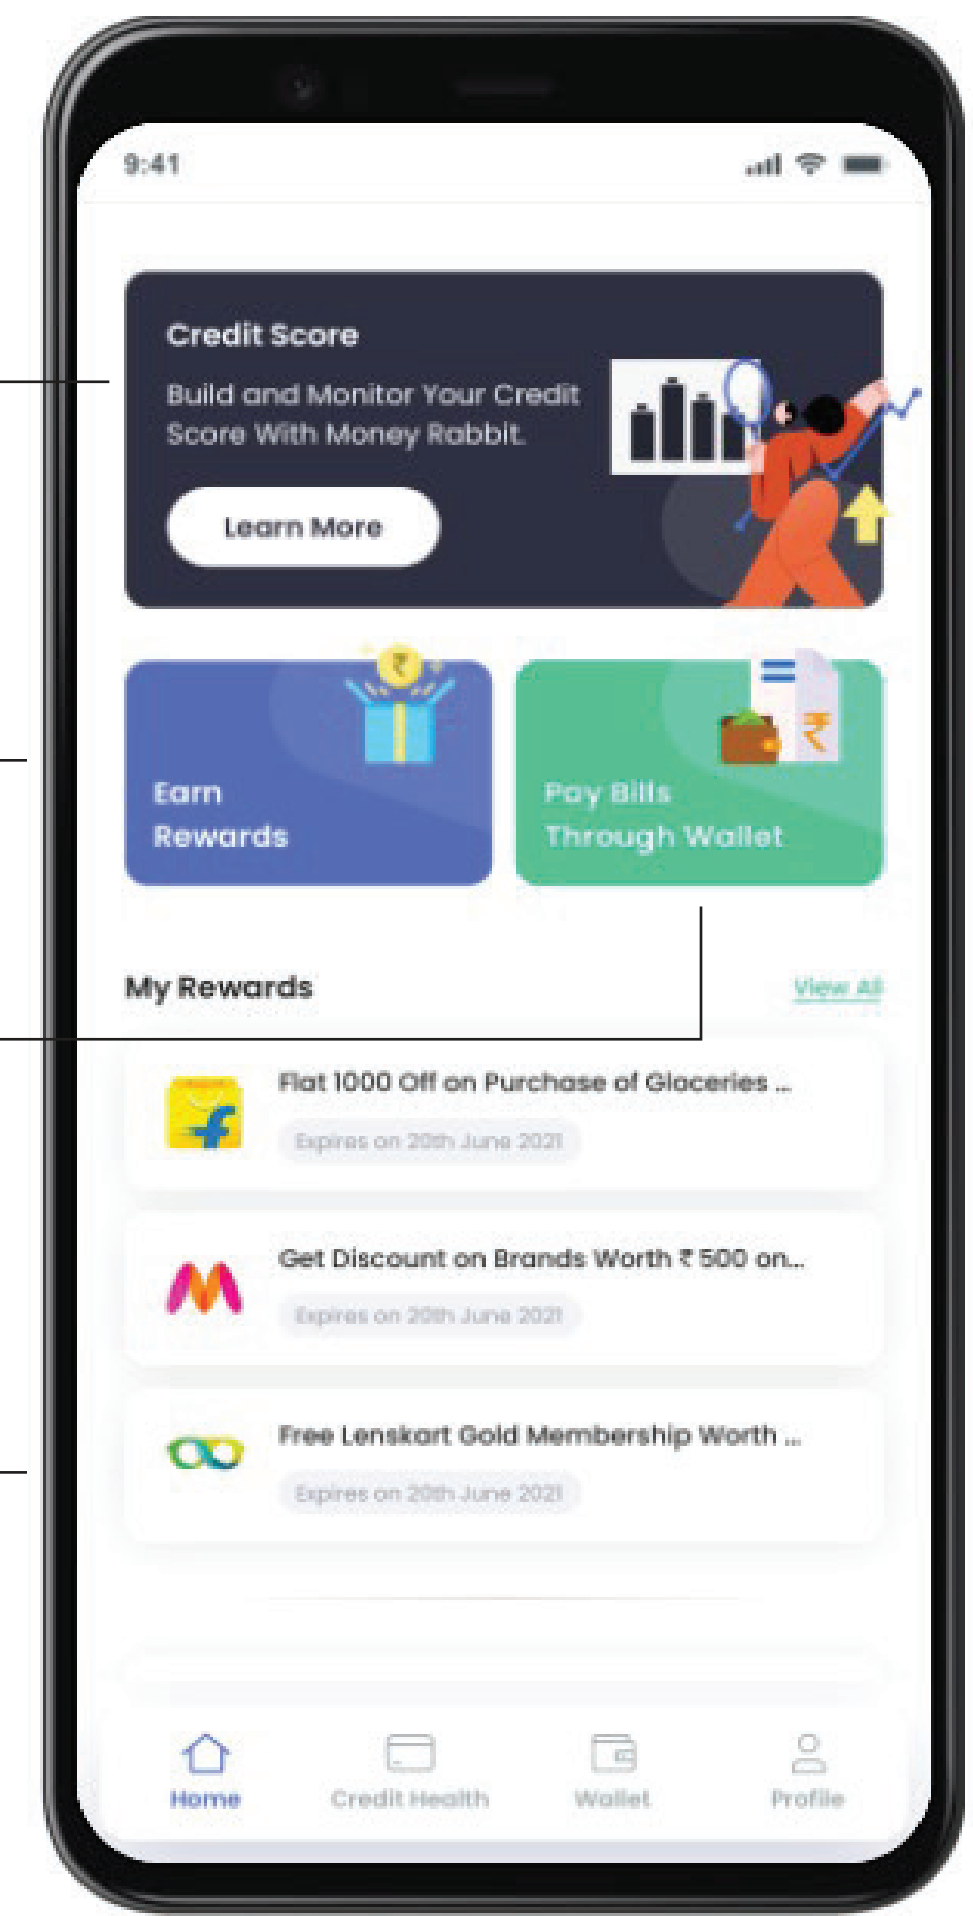 9:41
Credit Score
Build and Monitor Your Credit
Score With Money Rabbit.
Learn More
₹
₹
Earn
Rewards
Pay Bills
Through Wallet
My Rewards
View All
Flat 1000 Off on Purchase of Gloceries ...
Expires on 20th June 2021
Get Discount on Brands Worth ₹ 500 on...
Expires on 20th June 2021
Free Lenskart Gold Membership Worth ...
Expires on 20th June 2021
Home
Credit Health
Wallet
Profile